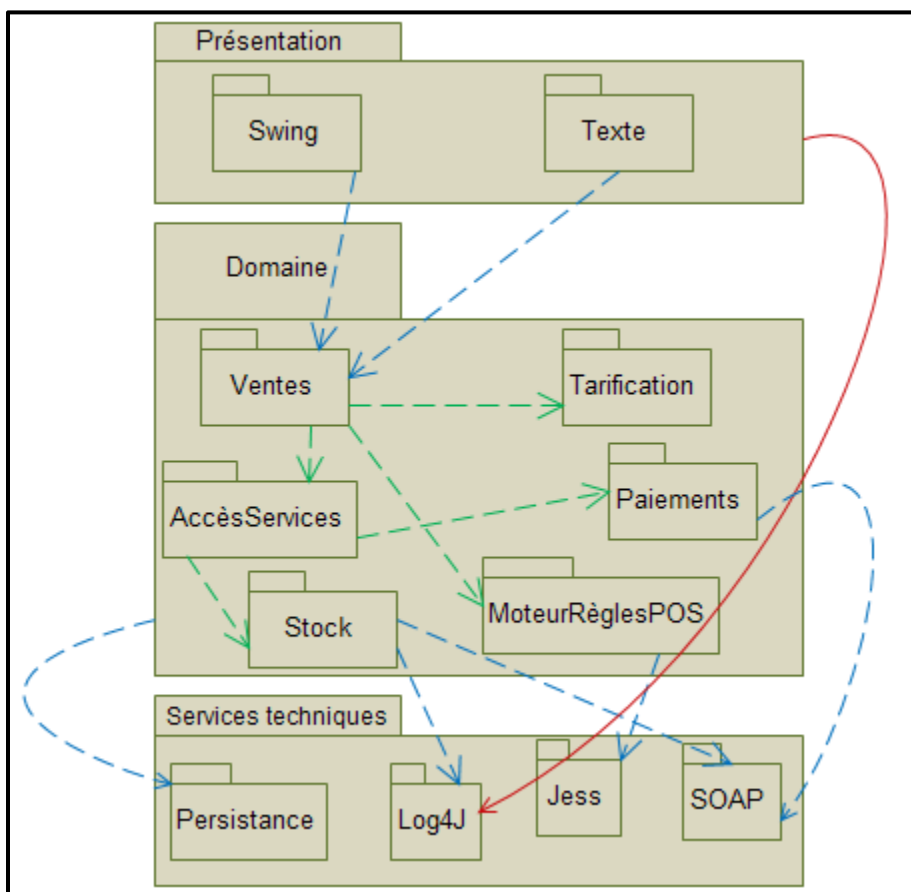 Présentation
Swing
Texte
Domaine
Ventes
Tarification
AccèsServices
Paiements
Stock
MoteurRèglesPOS
Services techniques
Persistance
Log4J
Jess
SOAP